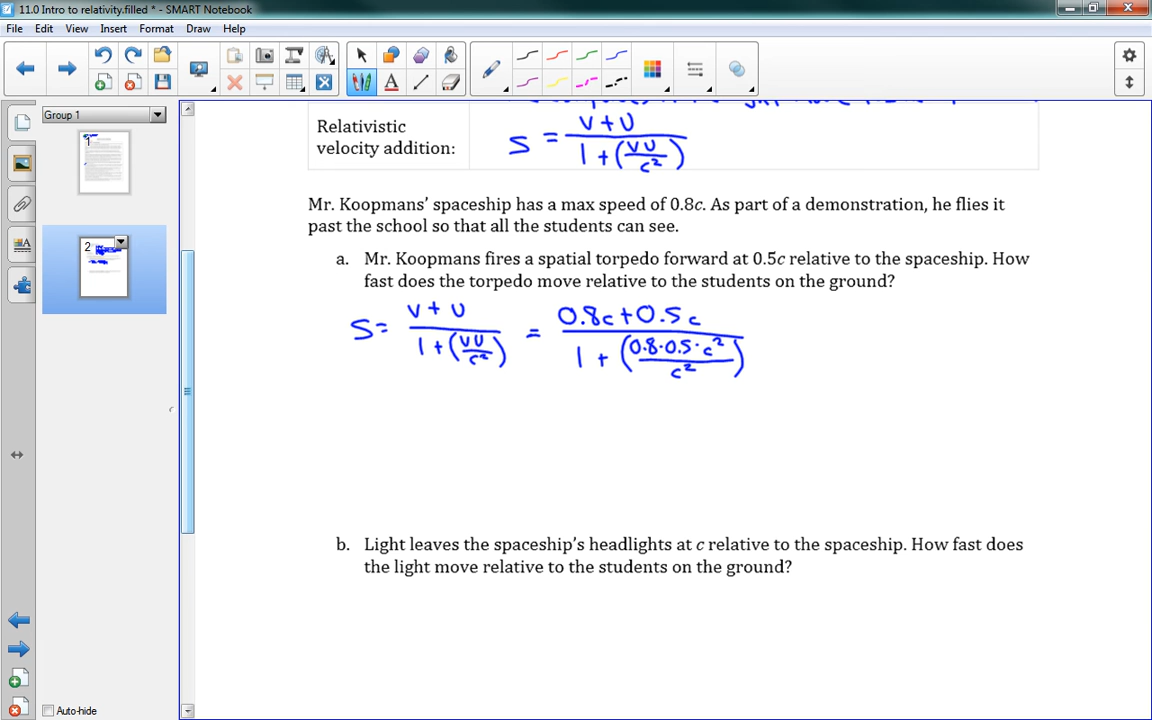 11.0 Intro to relativity.filled * - SMART Notebook
File Edit View Insert Format Draw Help
Group 1
1
2
Relativistic
velocity addition:
S = (v + u) / (1 + (vu/c²))
Mr. Koopmans' spaceship has a max speed of 0.8c. As part of a demonstration, he flies it
past the school so that all the students can see.
a. Mr. Koopmans fires a spatial torpedo forward at 0.5c relative to the spaceship. How
fast does the torpedo move relative to the students on the ground?
S = (v + u) / (1 + (vu/c²)) = (0.8c + 0.5c) / (1 + (0.8·0.5·c²/c²))
b. Light leaves the spaceship's headlights at c relative to the spaceship. How fast does
the light move relative to the students on the ground?
Auto-hide